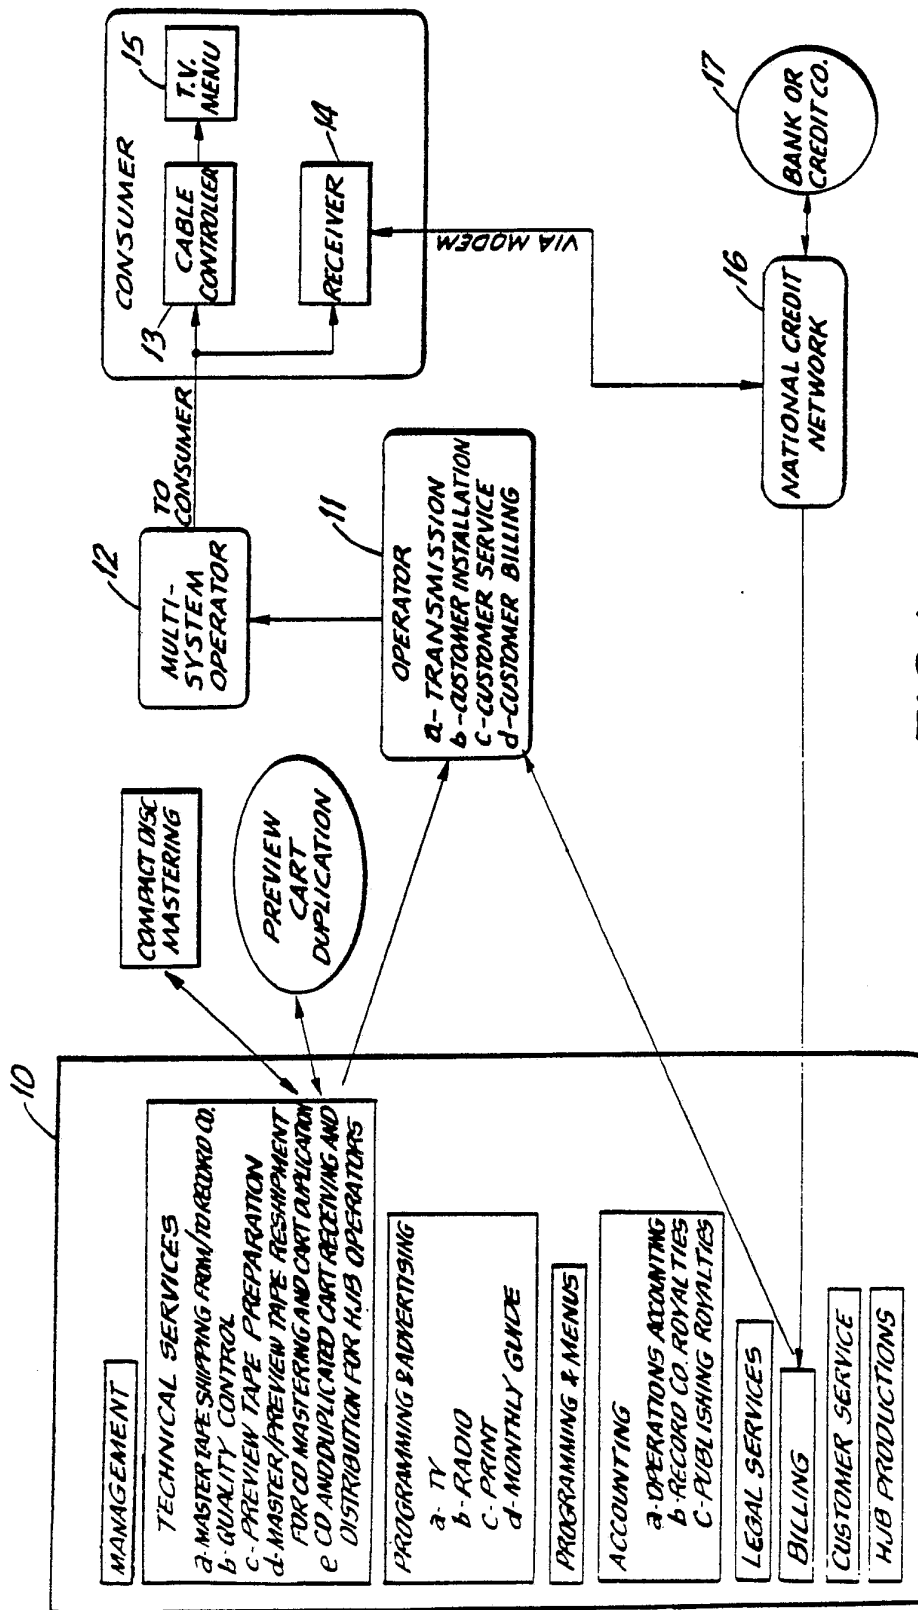 10
MANAGEMENT
TECHNICAL SERVICES
a-MASTER TAPE SHIPPING FROM/TO RECORD CO.
b-QUALITY CONTROL
c-PREVIEW TAPE PREPARATION
d-MASTER/PREVIEW TAPE RESHIPMENT
FOR CD MASTERING AND CART DUPLICATION
e CD AND DUPLICATED CART RECEIVING AND
DISTRIBUTION FOR HJB OPERATORS
PROGRAMMING & ADVERTISING
a- TV
b-RADIO
c-PRINT
d-MONTHLY GUIDE
PROGRAMMING & MENUS
ACCOUNTING
a-OPERATIONS ACCOUNTING
b-RECORD CO. ROYALTIES
c-PUBLISHING ROYALTIES
LEGAL SERVICES
BILLING
CUSTOMER SERVICE
HJB PRODUCTIONS
COMPACT DISC
MASTERING
PREVIEW
CART
DUPLICATION
12
MULTI-
SYSTEM
OPERATOR
TO
CONSUMER
11
OPERATOR
a-TRANSMISSION
b-CUSTOMER INSTALLATION
c-CUSTOMER SERVICE
d-CUSTOMER BILLING
CONSUMER
13
CABLE
CONTROLLER
15
T.V.
MENU
14
RECEIVER
VIA MODEM
16
NATIONAL CREDIT
NETWORK
17
BANK OR
CREDIT CO.